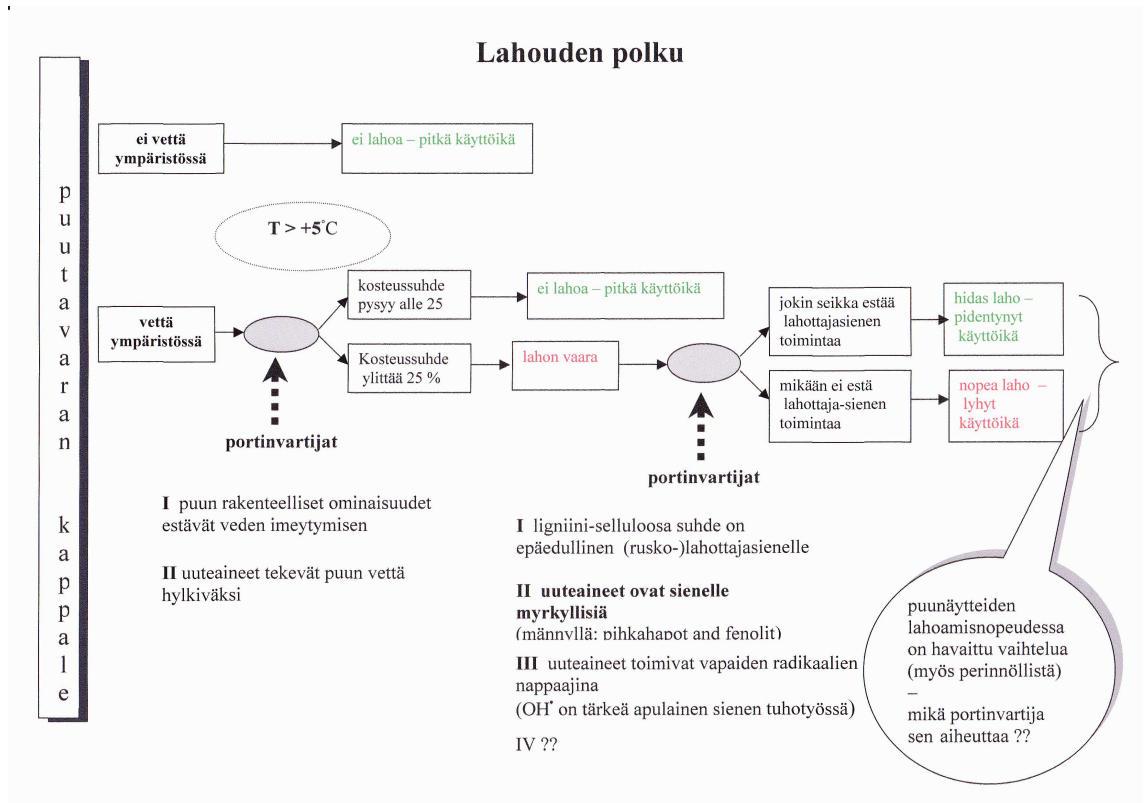 Lahouden polku
puutavaran kappale
ei vettä
ympäristössä
ei lahoa – pitkä käyttöikä
T > +5°C
vettä
ympäristössä
kosteussuhde
pysyy alle 25
ei lahoa – pitkä käyttöikä
Kosteussuhde
ylittää 25 %
lahon vaara
jokin seikka estää
lahottajasienen
toimintaa
hidas laho –
pidentynyt
käyttöikä
mikään ei estä
lahottaja-sienen
toimintaa
nopea laho –
lyhyt
käyttöikä
portinvartijat
I puun rakenteelliset ominaisuudet
estävät veden imeytymisen
II uuteaineet tekevät puun vettä
hylkiväksi
portinvartijat
I ligniini-selluloosa suhde on
epäedullinen (rusko-)lahottajasienelle
II uuteaineet ovat sienelle
myrkyllisiä
(männyllä: pihkahapot and fenolit)
III uuteaineet toimivat vapaiden radikaalien
nappaajina
(OH• on tärkeä apulainen sienen tuhotyössä)
IV ??
puunäytteiden
lahoamisnopeudessa
on havaittu vaihtelua
(myös perinnöllistä)
–
mikä portinvartija
sen aiheuttaa ??